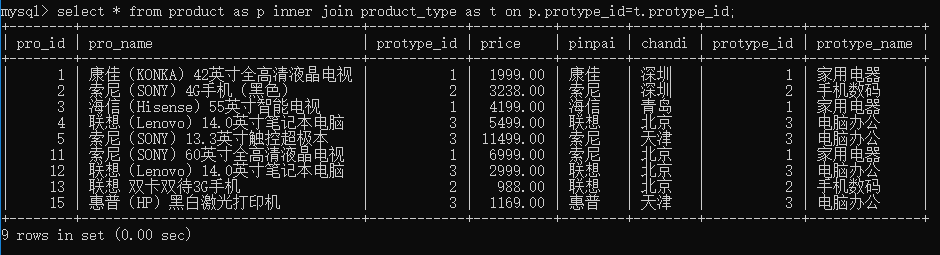 mysql> select * from product as p inner join product_type as t on p.protype_id=t.protype_id;
+--------+--------------------------------+------------+----------+--------+--------+------------+--------------+
| pro_id | pro_name | protype_id | price | pinpai | chandi | protype_id | protype_name |
+--------+--------------------------------+------------+----------+--------+--------+------------+--------------+
| 1 | 康佳 (KONKA) 42英寸全高清液晶电视 | 1 | 1999.00 | 康佳 | 深圳 | 1 | 家用电器
| 2 | 索尼 (SONY) 4G手机 (黑色) | 2 | 3238.00 | 索尼 | 深圳 | 2 | 手机数码
| 3 | 海信 (Hisense) 55英寸智能电视 | 1 | 4199.00 | 海信 | 青岛 | 1 | 家用电器
| 4 | 联想 (Lenovo) 14.0英寸笔记本电脑 | 3 | 5499.00 | 联想 | 北京 | 3 | 电脑办公
| 5 | 索尼 (SONY) 13.3英寸触控超极本 | 3 | 11499.00 | 索尼 | 天津 | 3 | 电脑办公
| 11 | 索尼 (SONY) 60英寸全高清液晶电视 | 1 | 6999.00 | 索尼 | 北京 | 1 | 家用电器
| 12 | 联想 (Lenovo) 14.0英寸笔记本电脑 | 3 | 2999.00 | 联想 | 北京 | 3 | 电脑办公
| 13 | 联想 双卡双待3G手机 | 2 | 988.00 | 联想 | 北京 | 2 | 手机数码
| 15 | 惠普 (HP) 黑白激光打印机 | 3 | 1169.00 | 惠普 | 天津 | 3 | 电脑办公
+--------+--------------------------------+------------+----------+--------+--------+------------+--------------+
9 rows in set (0.00 sec)